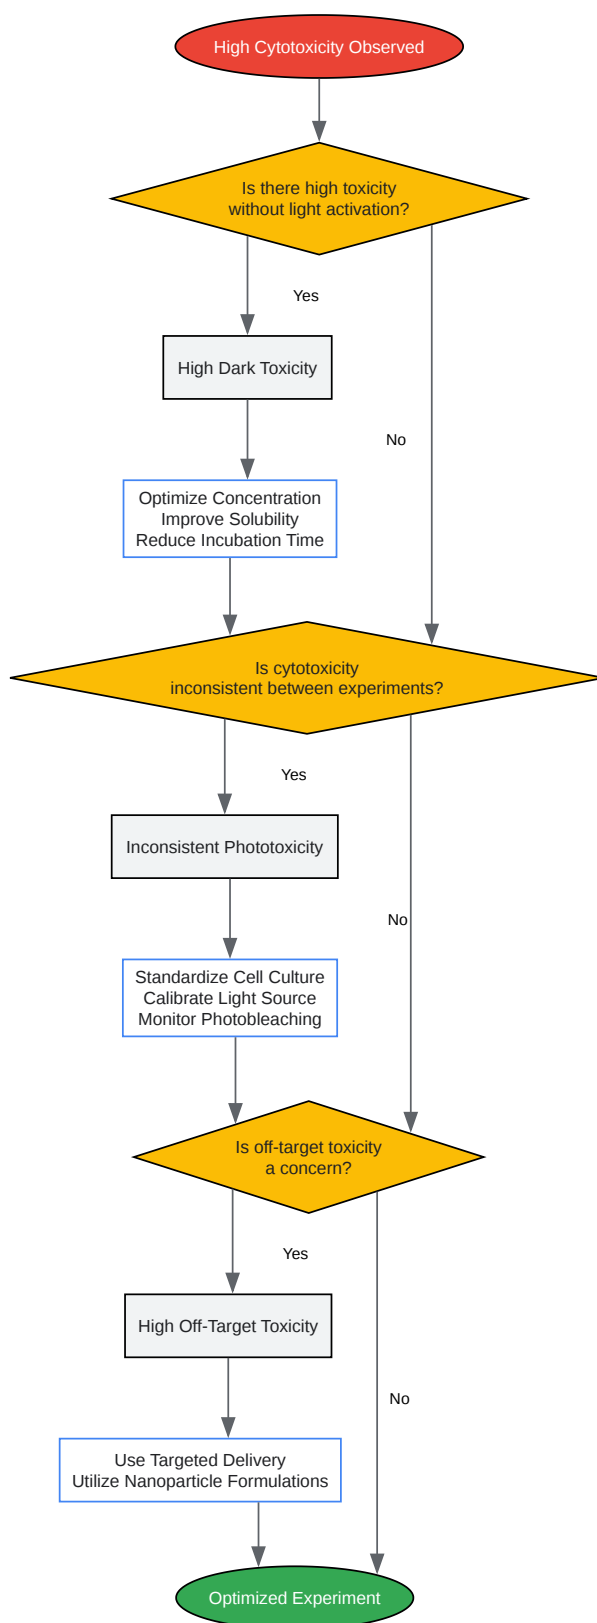 High Cytotoxicity Observed
Is there high toxicity
without light activation?
Yes
High Dark Toxicity
No
Optimize Concentration
Improve Solubility
Reduce Incubation Time
Is cytotoxicity
inconsistent between experiments?
Yes
Inconsistent Phototoxicity
No
Standardize Cell Culture
Calibrate Light Source
Monitor Photobleaching
Is off-target toxicity
a concern?
Yes
High Off-Target Toxicity
No
Use Targeted Delivery
Utilize Nanoparticle Formulations
Optimized Experiment